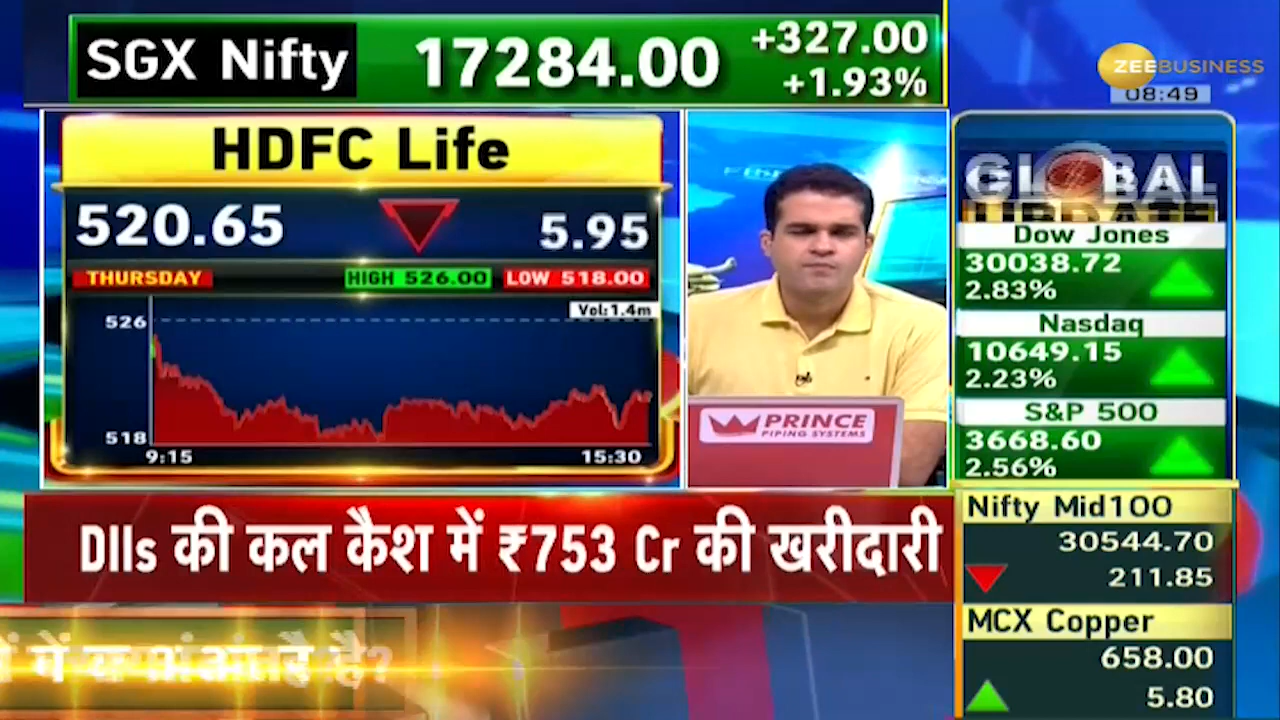 SGX Nifty
17284.00
+327.00
+1.93%
ZEEBUSINESS
08:49
HDFC Life
520.65
5.95
THURSDAY
HIGH 526.00
LOW 518.00
Vol:1.4m
526
518
9:15
15:30
PRINCE
PIPING SYSTEMS
GLOBAL
UPDATE
Dow Jones
30038.72
2.83%
Nasdaq
10649.15
2.23%
S&P 500
3668.60
2.56%
DIIs की कल कैश में ₹753 Cr की खरीदारी
Nifty Mid100
30544.70
211.85
MCX Copper
658.00
5.80